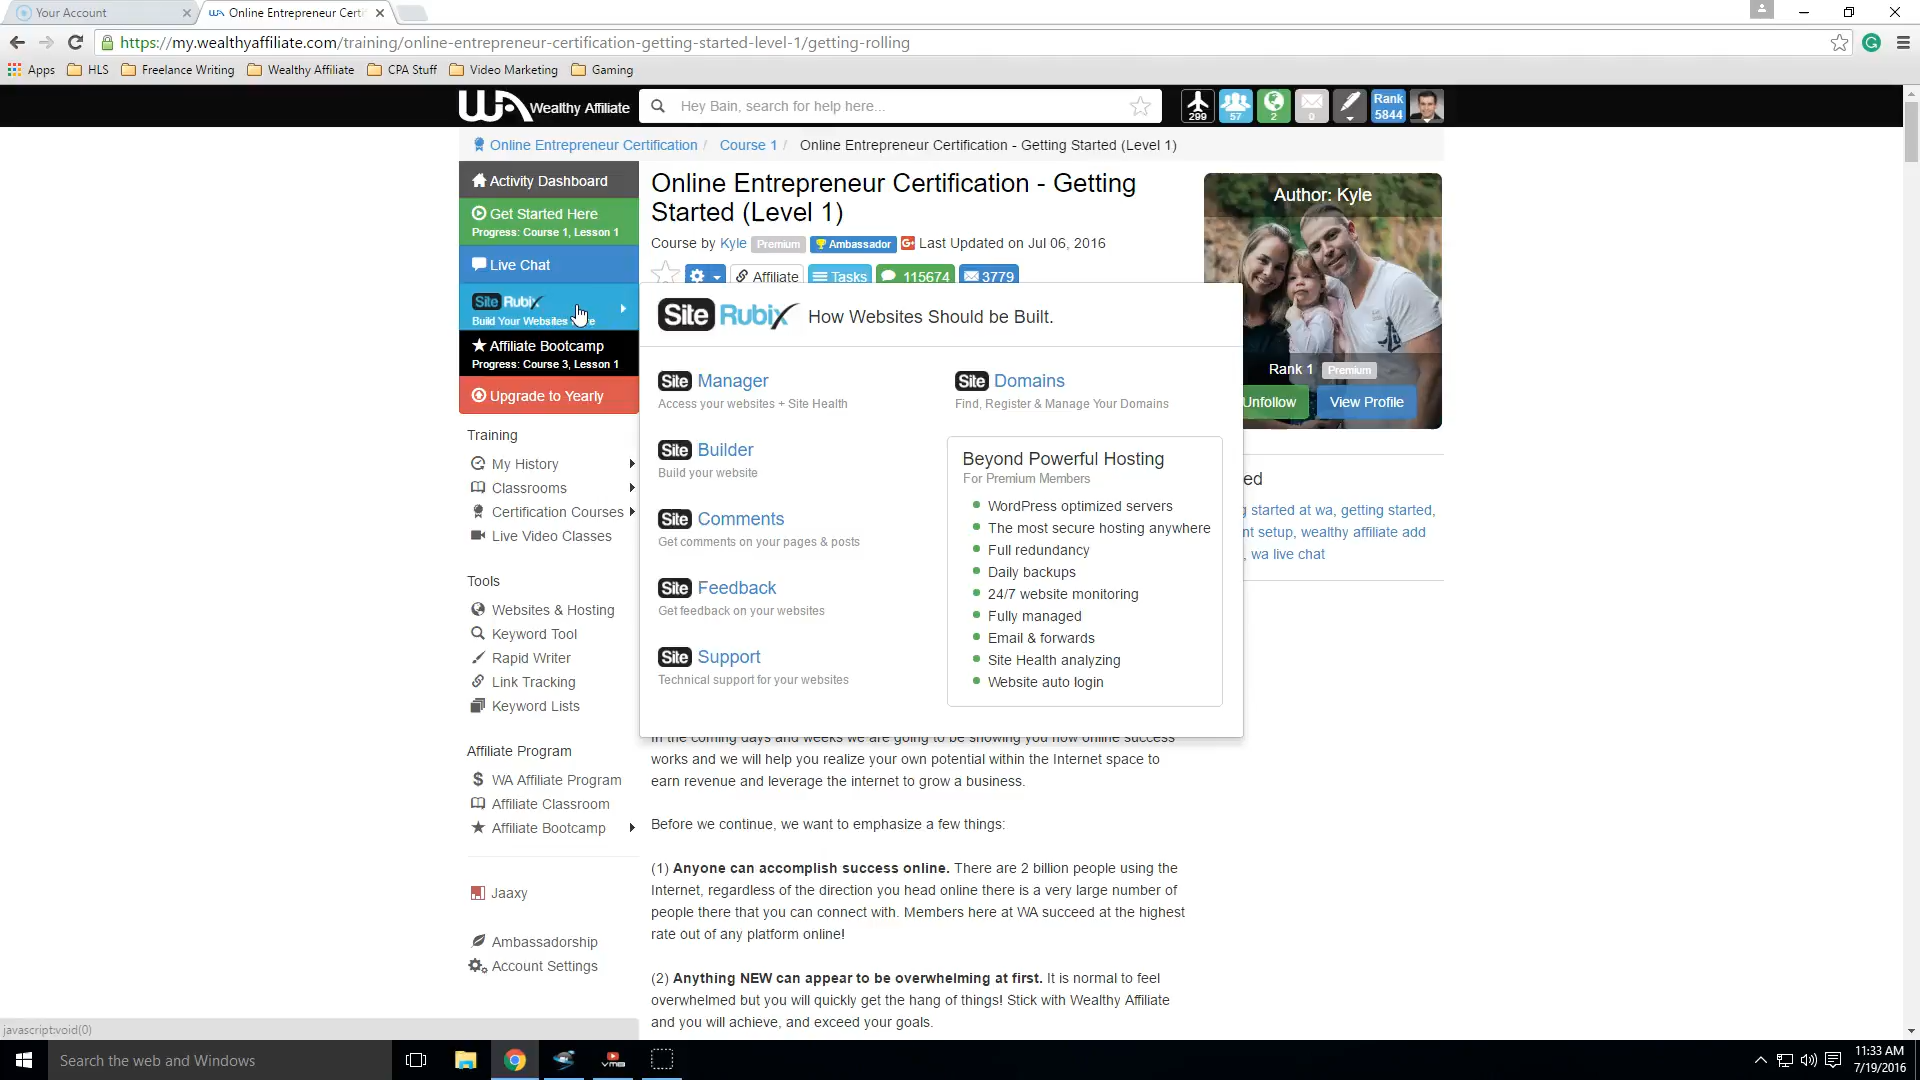 Your Account
Online Entrepreneur Certif
https://my.wealthyaffiliate.com/training/online-entrepreneur-certification-getting-started-level-1/getting-rolling
Apps HLS Freelance Writing Wealthy Affiliate CPA Stuff Video Marketing Gaming
WA Wealthy Affiliate
Hey Bain, search for help here...
299 57 2 0 Rank 5844
Online Entrepreneur Certification / Course 1 / Online Entrepreneur Certification - Getting Started (Level 1)
Activity Dashboard
Get Started Here
Progress: Course 1, Lesson 1
Live Chat
Site Rubix
Build Your Websites
Affiliate Bootcamp
Progress: Course 3, Lesson 1
Upgrade to Yearly
Training
My History
Classrooms
Certification Courses
Live Video Classes
Tools
Websites & Hosting
Keyword Tool
Rapid Writer
Link Tracking
Keyword Lists
Affiliate Program
WA Affiliate Program
Affiliate Classroom
Affiliate Bootcamp
Jaaxy
Ambassadorship
Account Settings
Online Entrepreneur Certification - Getting
Started (Level 1)
Course by Kyle Premium Ambassador G+ Last Updated on Jul 06, 2016
Affiliate Tasks 115674 3779
Site Rubix How Websites Should be Built.
Site Manager
Access your websites + Site Health
Site Builder
Build your website
Site Comments
Get comments on your pages & posts
Site Feedback
Get feedback on your websites
Site Support
Technical support for your websites
Site Domains
Find, Register & Manage Your Domains
Beyond Powerful Hosting
For Premium Members
WordPress optimized servers
The most secure hosting anywhere
Full redundancy
Daily backups
24/7 website monitoring
Fully managed
Email & forwards
Site Health analyzing
Website auto login
Author: Kyle
Rank 1 Premium
Unfollow View Profile
ed
g started at wa, getting started,
nt setup, wealthy affiliate add
, wa live chat
In the coming days and weeks we are going to be showing you how online success
works and we will help you realize your own potential within the Internet space to
earn revenue and leverage the internet to grow a business.
Before we continue, we want to emphasize a few things:
(1) Anyone can accomplish success online. There are 2 billion people using the
Internet, regardless of the direction you head online there is a very large number of
people there that you can connect with. Members here at WA succeed at the highest
rate out of any platform online!
(2) Anything NEW can appear to be overwhelming at first. It is normal to feel
overwhelmed but you will quickly get the hang of things! Stick with Wealthy Affiliate
and you will achieve, and exceed your goals.
javascript:void(0)
Search the web and Windows
11:33 AM
7/19/2016